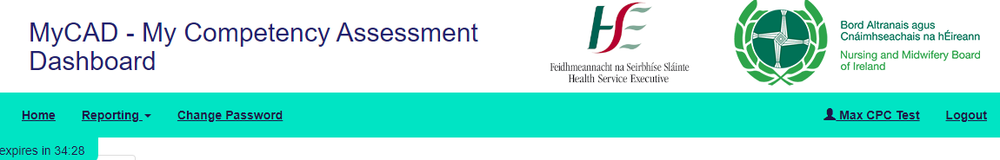 MyCAD - My Competency Assessment
Dashboard
Feidhmeannacht na Seirbhíse Sláinte
Health Service Executive
Bord Altranais agus
Cnáimhseachais na hÉireann
Nursing and Midwifery Board
of Ireland
Home Reporting Change Password Max CPC Test Logout
expires in 34:28